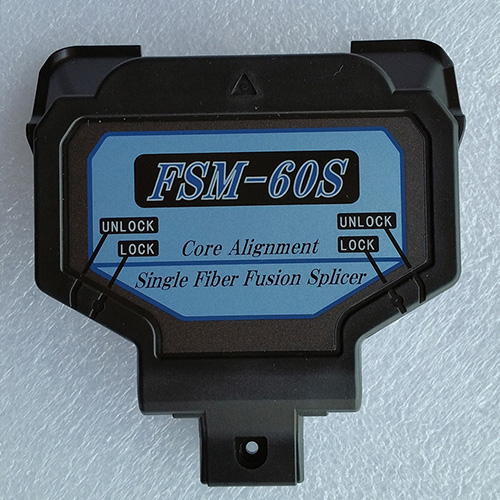 FSM-60S
UNLOCK UNLOCK
LOCK Core Alignment LOCK
Single Fiber Fusion Splicer